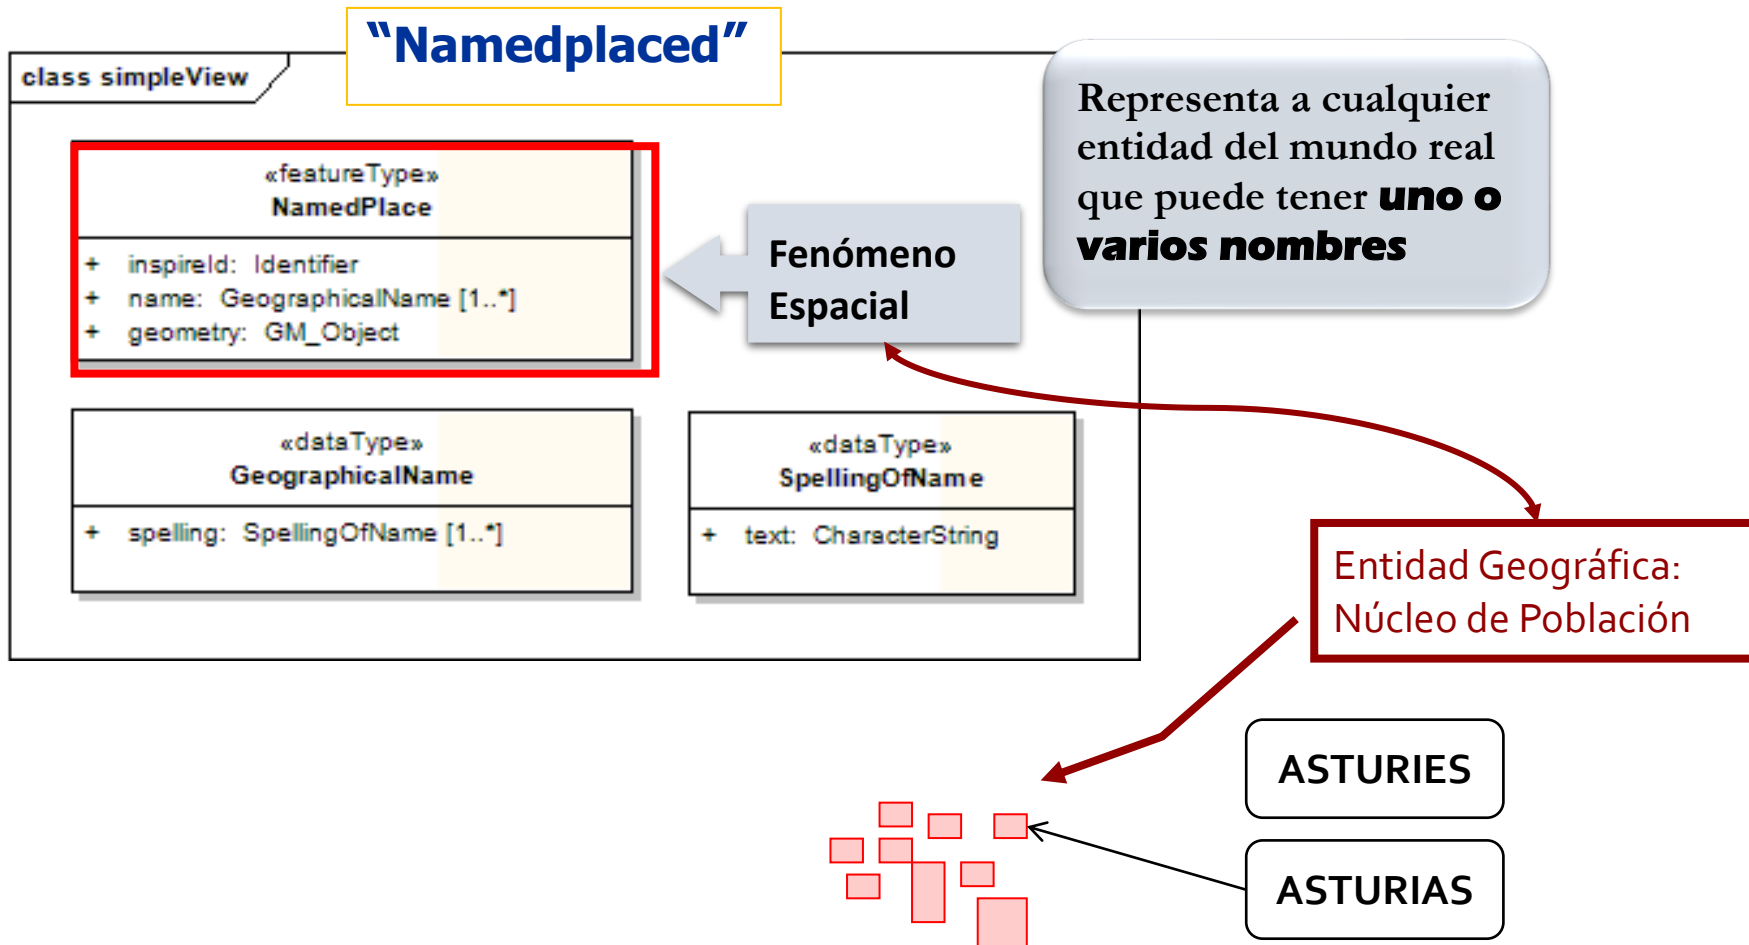 “Namedplaced”
class simpleView
«featureType»
NamedPlace
+ inspireId: Identifier
+ name: GeographicalName [1..*]
+ geometry: GM_Object
Fenómeno
Espacial
Representa a cualquier
entidad del mundo real
que puede tener uno o
varios nombres
«dataType»
GeographicalName
+ spelling: SpellingOfName [1..*]
«dataType»
SpellingOfName
+ text: CharacterString
Entidad Geográfica:
Núcleo de Población
ASTURIES
ASTURIAS